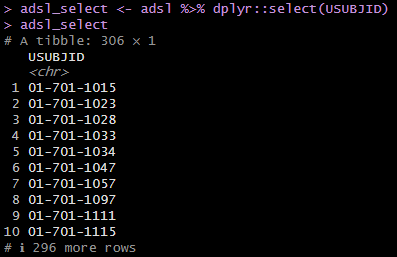 > adsl_select <- adsl %>% dplyr::select(USUBJID)
> adsl_select
# A tibble: 306 × 1
   USUBJID
   <chr>
 1 01-701-1015
 2 01-701-1023
 3 01-701-1028
 4 01-701-1033
 5 01-701-1034
 6 01-701-1047
 7 01-701-1057
 8 01-701-1097
 9 01-701-1111
10 01-701-1115
# ℹ 296 more rows